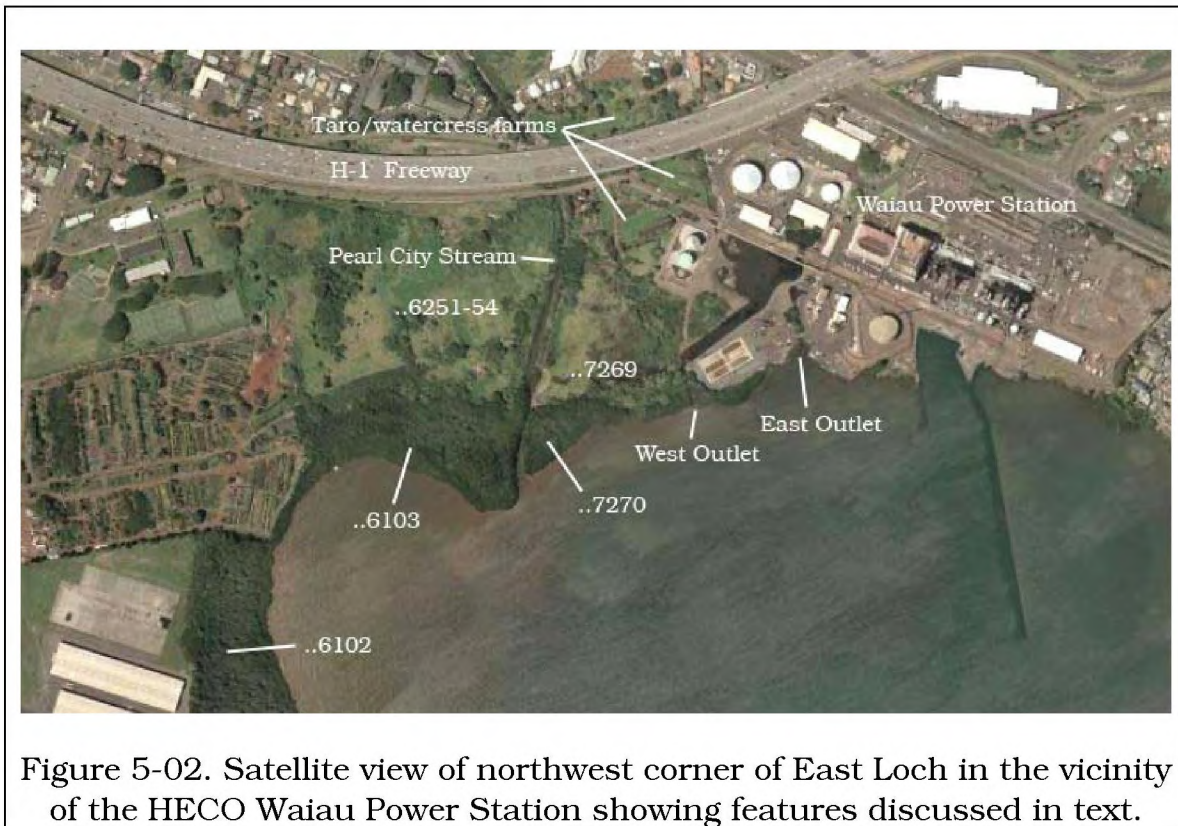 Taro/watercress farms
H-1 Freeway
Waiau Power Station
Pearl City Stream
..6251-54
..7269
East Outlet
West Outlet
..6103
..7270
..6102
Figure 5-02. Satellite view of northwest corner of East Loch in the vicinity
of the HECO Waiau Power Station showing features discussed in text.